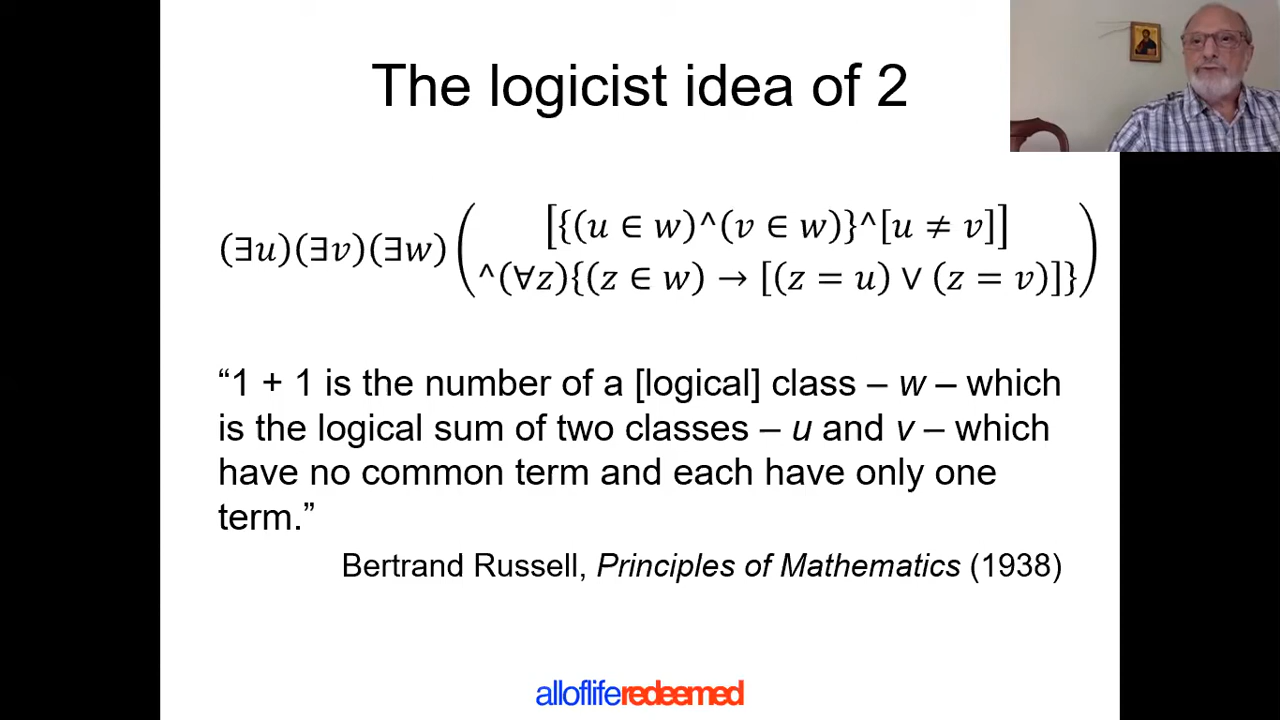 The logicist idea of 2
(∃u)(∃v)(∃w)([{(u ∈ w)^(v ∈ w)}^[u ≠ v]]
^(∀z){(z ∈ w) → [(z = u) ∨ (z = v)]})
“1 + 1 is the number of a [logical] class – w – which
is the logical sum of two classes – u and v – which
have no common term and each have only one
term.”
Bertrand Russell, Principles of Mathematics (1938)
allofliferedeemed